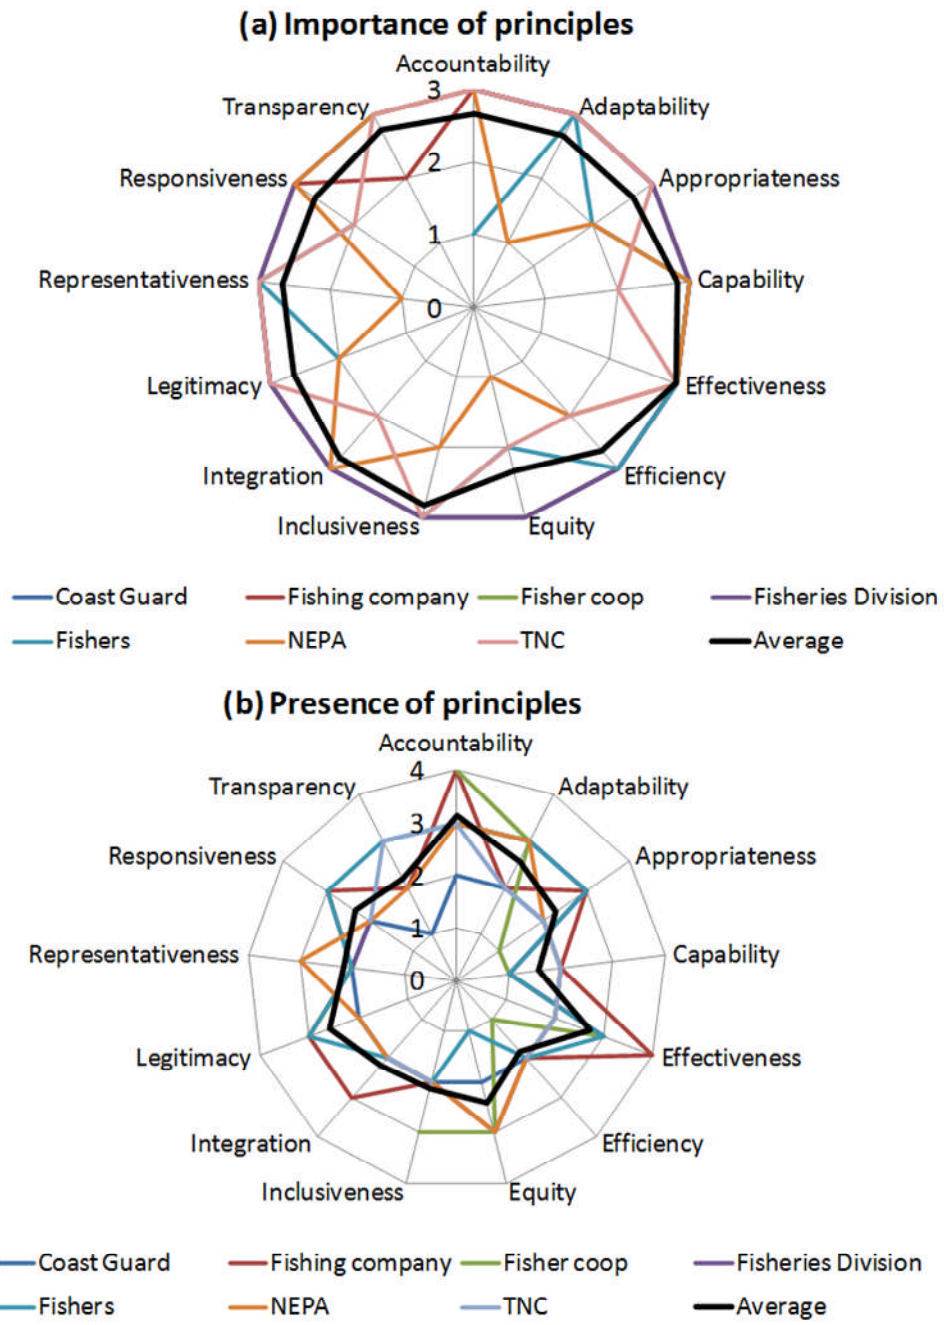 (a) Importance of principles
Accountability
3
Transparency
Adaptability
2
Responsiveness
Appropriateness
1
Representativeness
Capability
0
Legitimacy
Effectiveness
Integration
Efficiency
Inclusiveness
Equity
Coast Guard Fishing company Fisher coop Fisheries Division
Fishers NEPA TNC Average
(b) Presence of principles
Accountability
4
Transparency
Adaptability
3
Responsiveness
Appropriateness
2
1
Representativeness
Capability
0
Legitimacy
Effectiveness
Integration
Efficiency
Inclusiveness
Equity
Coast Guard Fishing company Fisher coop Fisheries Division
Fishers NEPA TNC Average